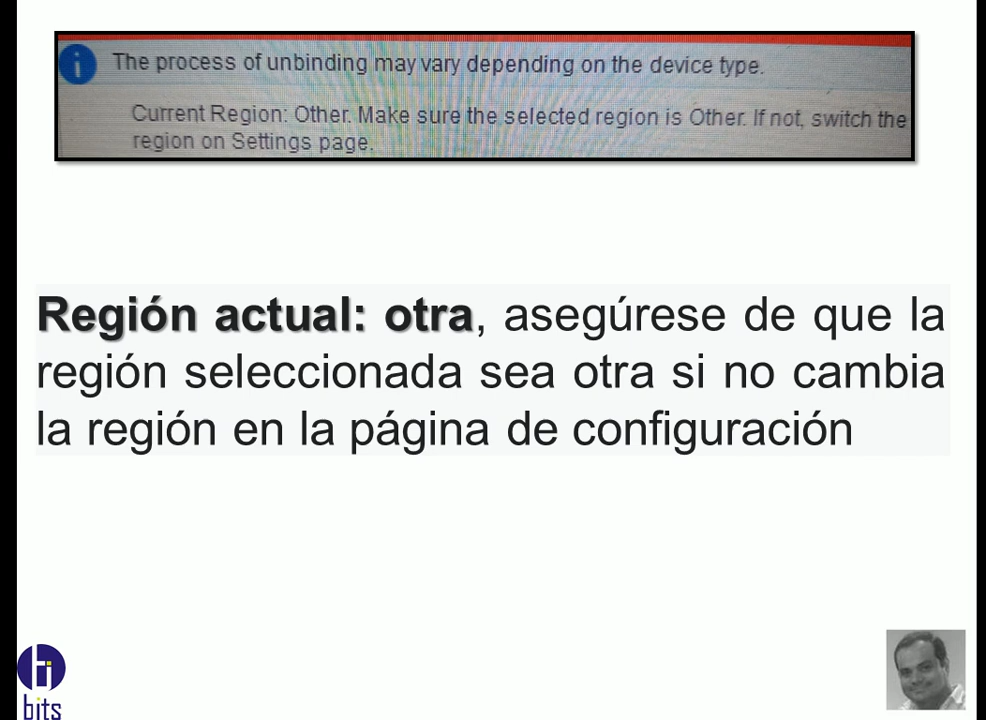 The process of unbinding may vary depending on the device type.
Current Region: Other. Make sure the selected region is Other. If not, switch the
region on Settings page.
Región actual: otra, asegúrese de que la
región seleccionada sea otra si no cambia
la región en la página de configuración
bits